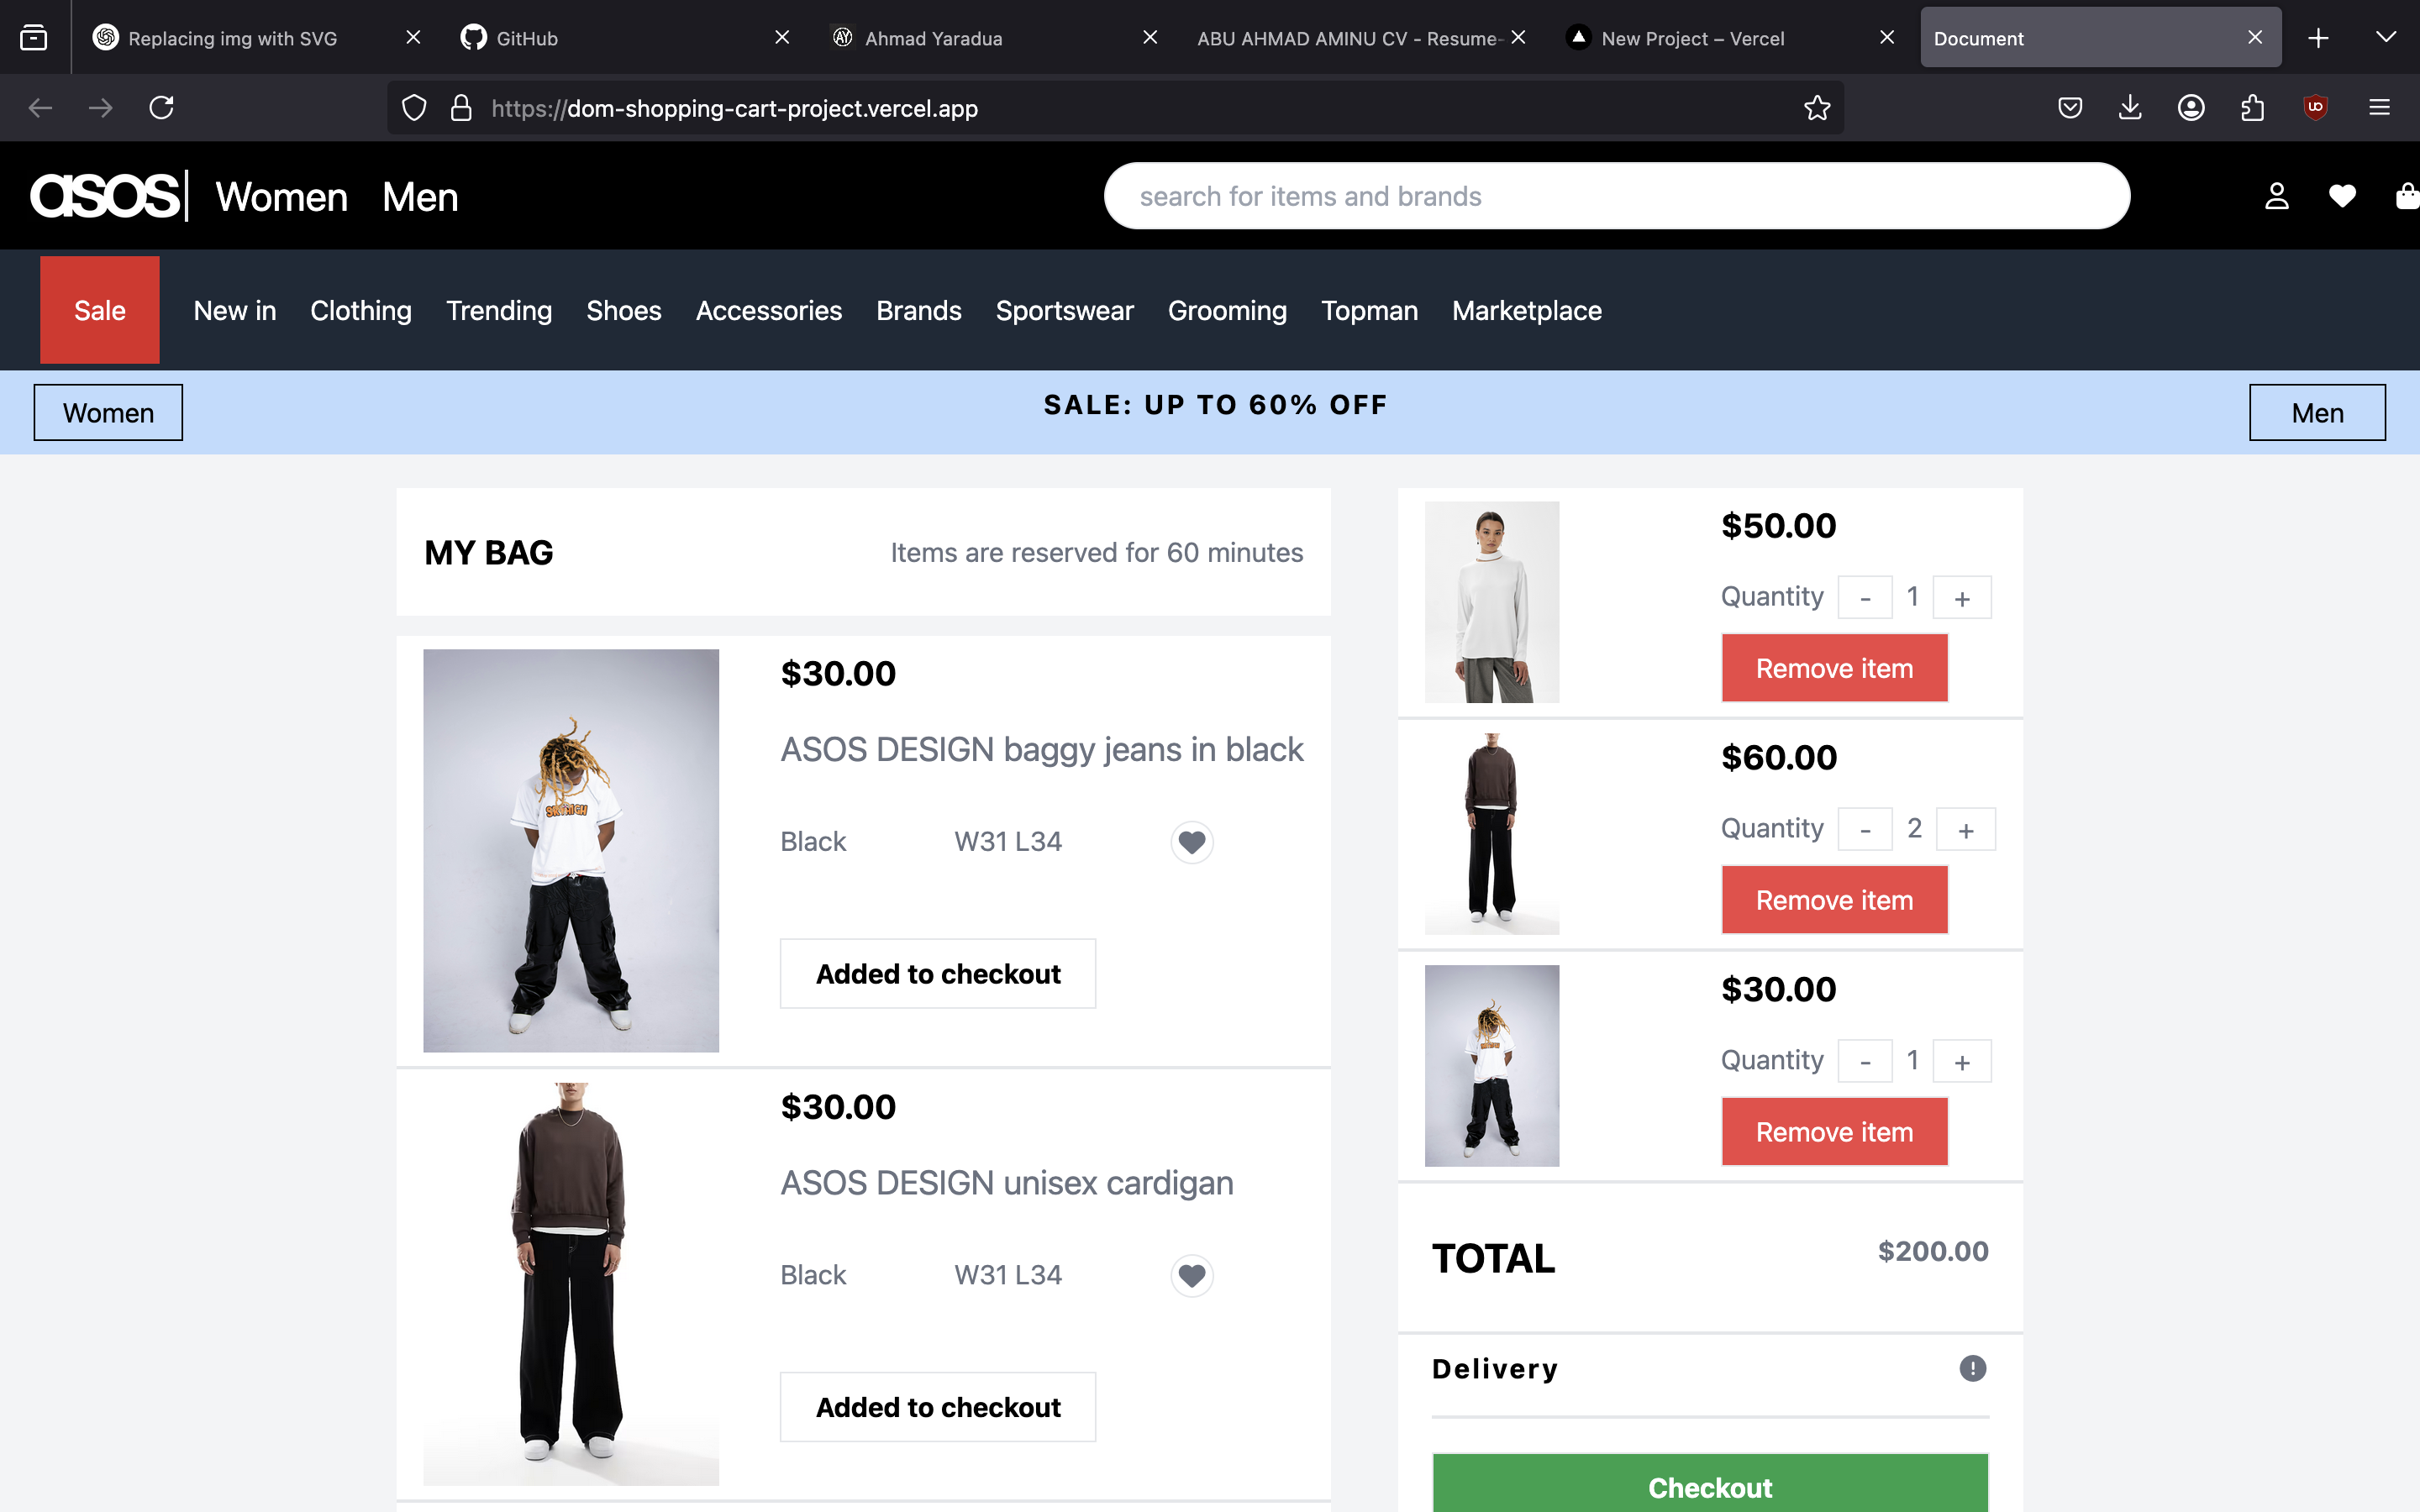 Replacing img with SVG
GitHub
Ahmad Yaradua
ABU AHMAD AMINU CV - Resume-
New Project – Vercel
Document
https://dom-shopping-cart-project.vercel.app
asos
Women
Men
search for items and brands
Sale
New in
Clothing
Trending
Shoes
Accessories
Brands
Sportswear
Grooming
Topman
Marketplace
Women
SALE: UP TO 60% OFF
Men
MY BAG
Items are reserved for 60 minutes
$30.00
ASOS DESIGN baggy jeans in black
Black
W31 L34
Added to checkout
$30.00
ASOS DESIGN unisex cardigan
Black
W31 L34
Added to checkout
$50.00
Quantity - 1 +
Remove item
$60.00
Quantity - 2 +
Remove item
$30.00
Quantity - 1 +
Remove item
TOTAL
$200.00
Delivery
Checkout